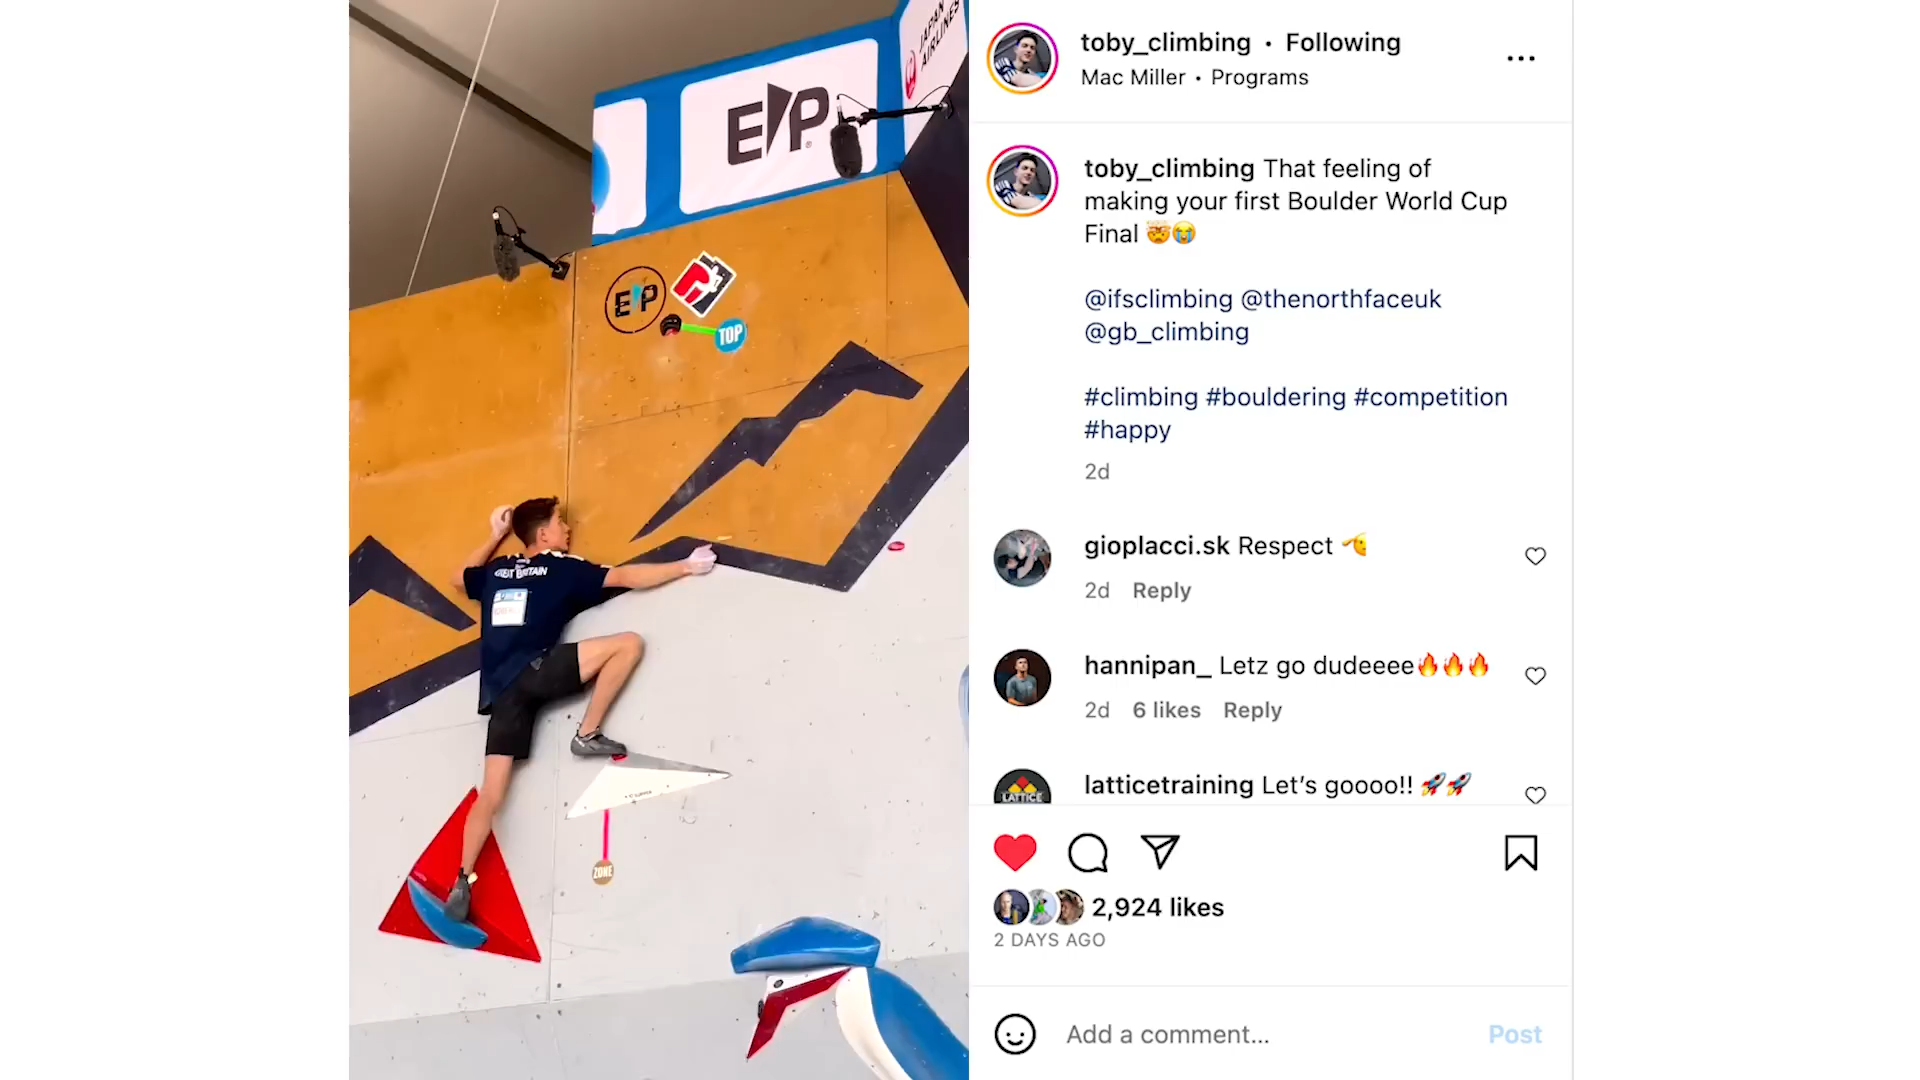 JAPAN
AIRLINES
EP
EP
TOP
GREAT BRITAIN
ZONE
toby_climbing • Following
Mac Miller • Programs
toby_climbing That feeling of
making your first Boulder World Cup
Final 🤯😭
@ifsclimbing @thenorthfaceuk
@gb_climbing
#climbing #bouldering #competition
#happy
2d
gioplacci.sk Respect 🫡
2d Reply
hannipan_ Letz go dudeeee🔥🔥🔥
2d 6 likes Reply
LATTICE
latticetraining Let's goooo!! 🚀🚀
2,924 likes
2 DAYS AGO
Add a comment...
Post